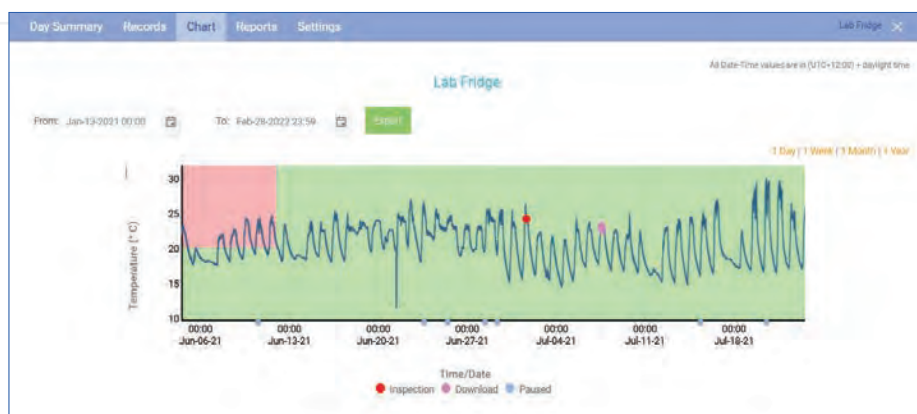 Day Summary Records Chart Reports Settings Lab Fridge
All Date-Time values are in (UTC+12:00) + daylight time
Lab Fridge
From: Jan-13-2021 00:00 To: Feb-28-2022 23:59 Export
1 Day | 1 Week | 1 Month | 1 Year
Temperature (° C)
30
25
20
15
10
00:00 00:00 00:00 00:00 00:00 00:00 00:00
Jun-06-21 Jun-13-21 Jun-20-21 Jun-27-21 Jul-04-21 Jul-11-21 Jul-18-21
Time/Date
Inspection Download Paused